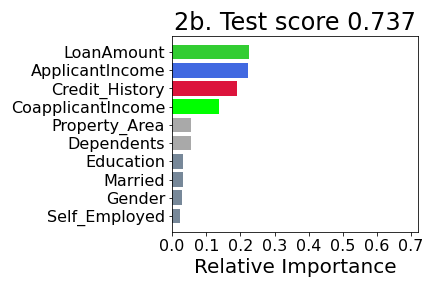 2b. Test score 0.737
LoanAmount
ApplicantIncome
Credit_History
CoapplicantIncome
Property_Area
Dependents
Education
Married
Gender
Self_Employed
0.0 0.1 0.2 0.3 0.4 0.5 0.6 0.7
Relative Importance